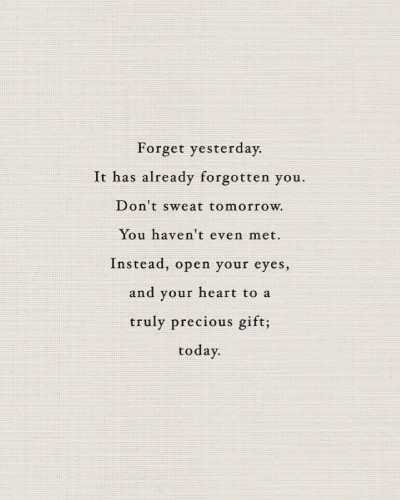 Forget yesterday.
It has already forgotten you.
Don't sweat tomorrow.
You haven't even met.
Instead, open your eyes,
and your heart to a
truly precious gift;
today.